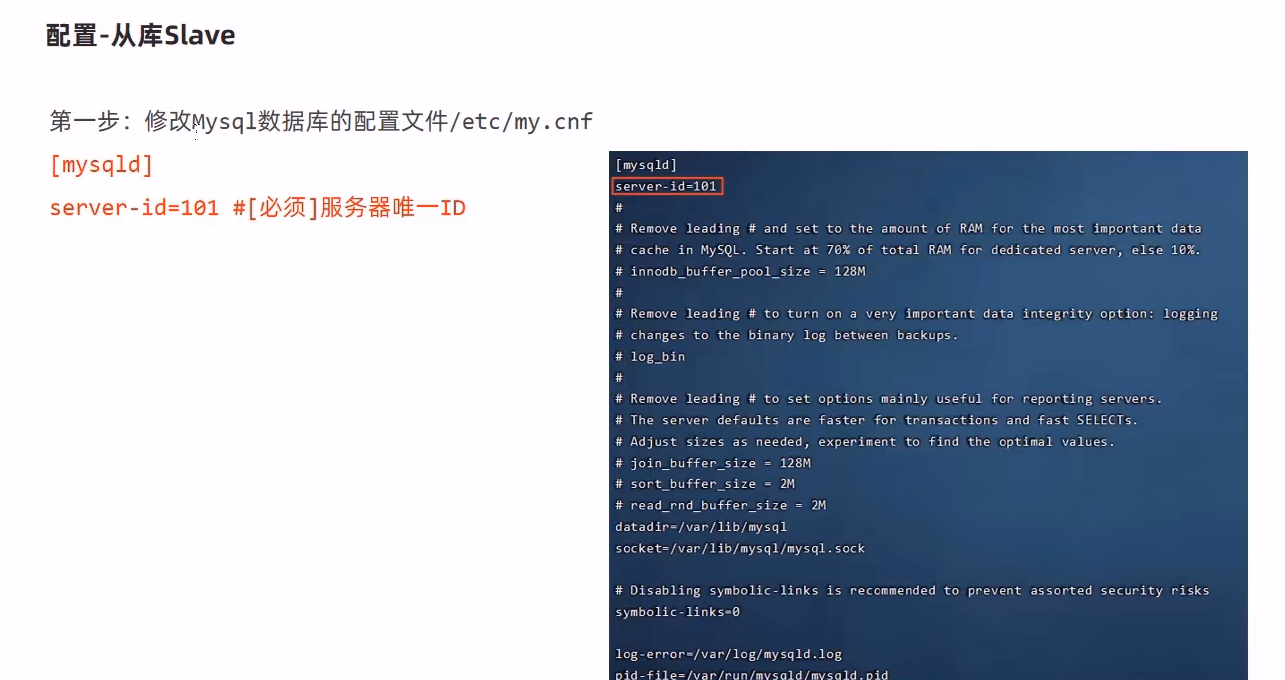 配置-从库Slave
第一步：修改Mysql数据库的配置文件/etc/my.cnf
[mysqld]
server-id=101 #[必须]服务器唯一ID
[mysqld]
server-id=101
#
# Remove leading # and set to the amount of RAM for the most important data
# cache in MySQL. Start at 70% of total RAM for dedicated server, else 10%.
# innodb_buffer_pool_size = 128M
#
# Remove leading # to turn on a very important data integrity option: logging
# changes to the binary log between backups.
# log_bin
#
# Remove leading # to set options mainly useful for reporting servers.
# The server defaults are faster for transactions and fast SELECTs.
# Adjust sizes as needed, experiment to find the optimal values.
# join_buffer_size = 128M
# sort_buffer_size = 2M
# read_rnd_buffer_size = 2M
datadir=/var/lib/mysql
socket=/var/lib/mysql/mysql.sock
# Disabling symbolic-links is recommended to prevent assorted security risks
symbolic-links=0
log-error=/var/log/mysqld.log
pid-file=/var/run/mysqld/mysqld.pid